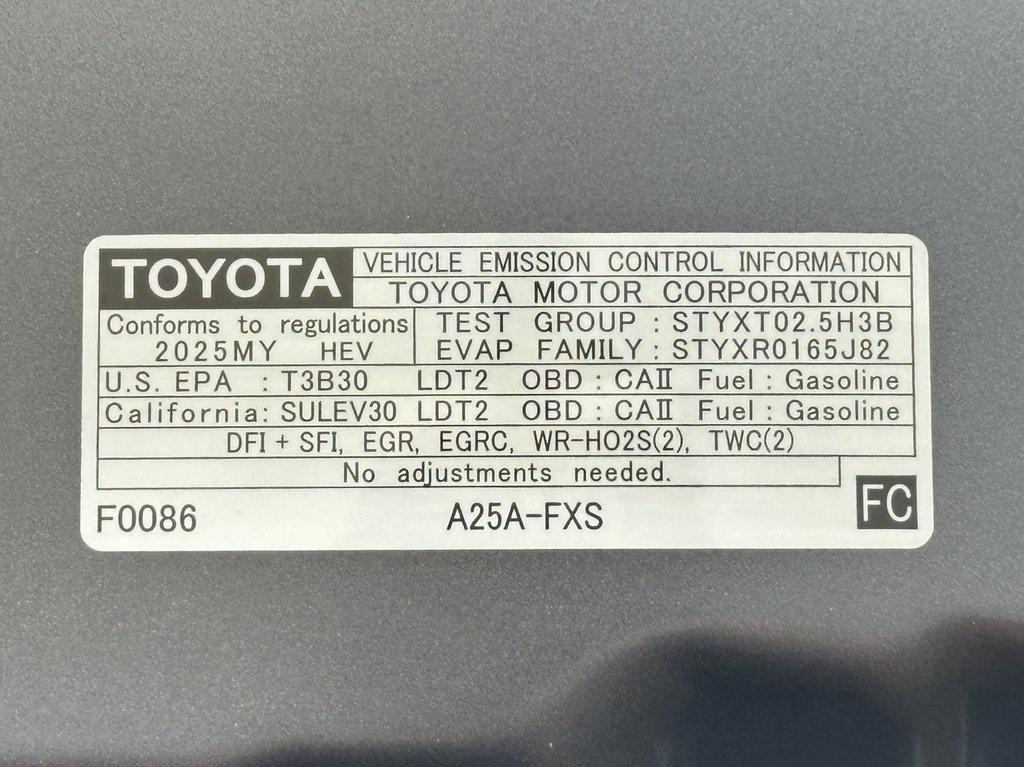 TOYOTA VEHICLE EMISSION CONTROL INFORMATION
TOYOTA MOTOR CORPORATION
Conforms to regulations TEST GROUP : STYXT02.5H3B
2025MY HEV EVAP FAMILY : STYXR0165J82
U.S. EPA : T3B30 LDT2 OBD : CAⅡ Fuel : Gasoline
California: SULEV30 LDT2 OBD : CAⅡ Fuel : Gasoline
DFI + SFI, EGR, EGRC, WR-HO2S(2), TWC(2)
No adjustments needed.
F0086 A25A-FXS FC